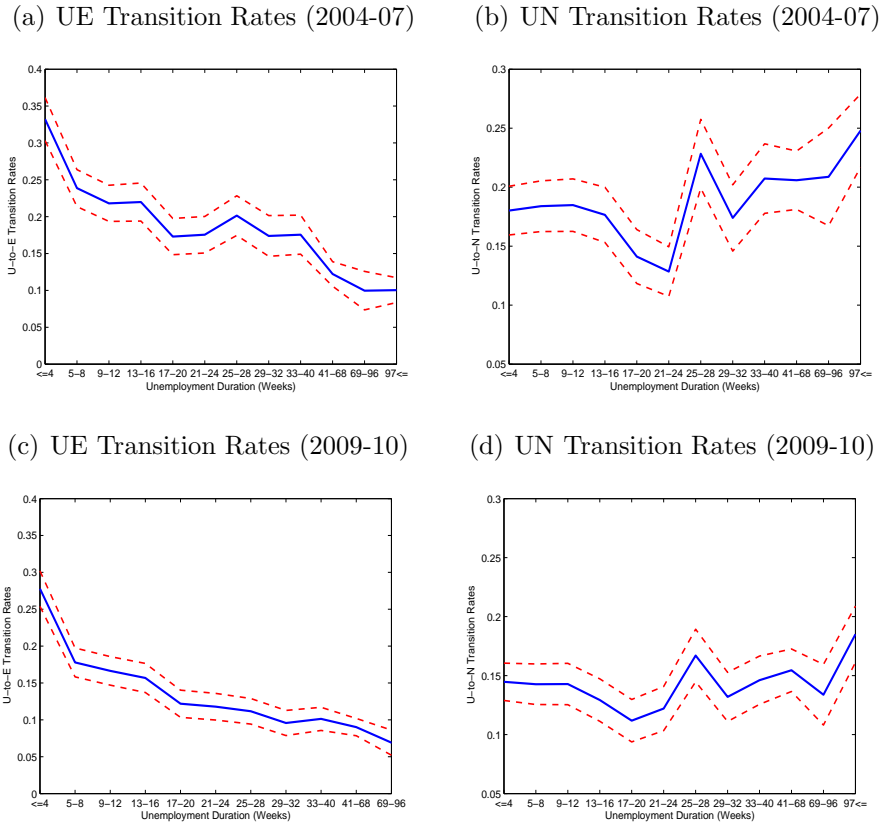 (a) UE Transition Rates (2004-07)
(b) UN Transition Rates (2004-07)
0.4
0.35
0.3
0.25
0.2
0.15
0.1
0.05
0
U−to−E Transition Rates
<=4 5−8 9−12 13−16 17−20 21−24 25−28 29−32 33−40 41−68 69−96 97<=
Unemployment Duration (Weeks)
0.3
0.25
0.2
0.15
0.1
0.05
U−to−N Transition Rates
<=4 5−8 9−12 13−16 17−20 21−24 25−28 29−32 33−40 41−68 69−96 97<=
Unemployment Duration (Weeks)
(c) UE Transition Rates (2009-10)
(d) UN Transition Rates (2009-10)
0.4
0.35
0.3
0.25
0.2
0.15
0.1
0.05
0
U−to−E Transition Rates
<=4 5−8 9−12 13−16 17−20 21−24 25−28 29−32 33−40 41−68 69−96
Unemployment Duration (Weeks)
0.3
0.25
0.2
0.15
0.1
0.05
U−to−N Transition Rates
<=4 5−8 9−12 13−16 17−20 21−24 25−28 29−32 33−40 41−68 69−96 97<=
Unemployment Duration (Weeks)